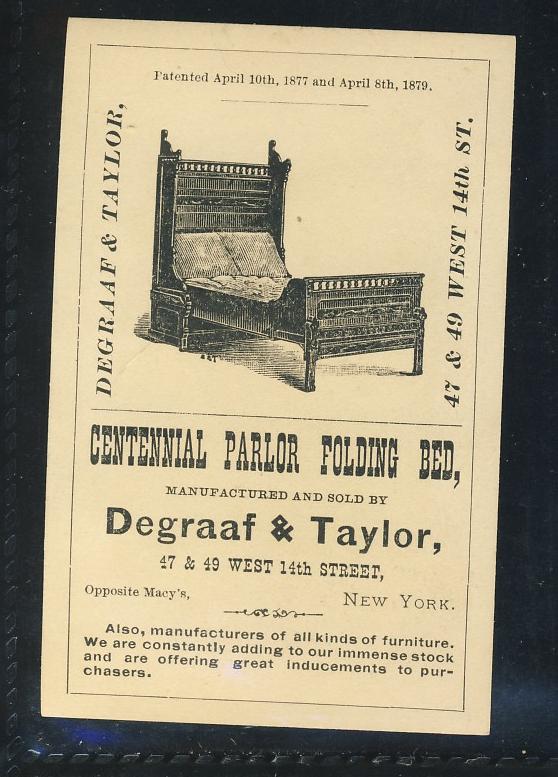 Patented April 10th, 1877 and April 8th, 1879.
DEGRAAF & TAYLOR,
47 & 49 WEST 14th ST.
CENTENNIAL PARLOR FOLDING BED,
MANUFACTURED AND SOLD BY
Degraaf & Taylor,
47 & 49 WEST 14th STREET,
Opposite Macy's,
NEW YORK.
Also, manufacturers of all kinds of furniture.
We are constantly adding to our immense stock
and are offering great inducements to pur-
chasers.